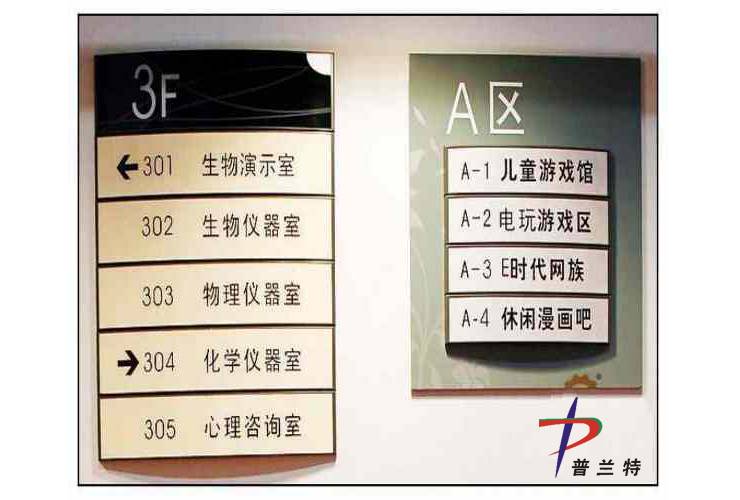 3F
←301 生物演示室
302 生物仪器室
303 物理仪器室
→304 化学仪器室
305 心理咨询室
A区
A-1 儿童游戏馆
A-2 电玩游戏区
A-3 E时代网族
A-4 休闲漫画吧
普兰特